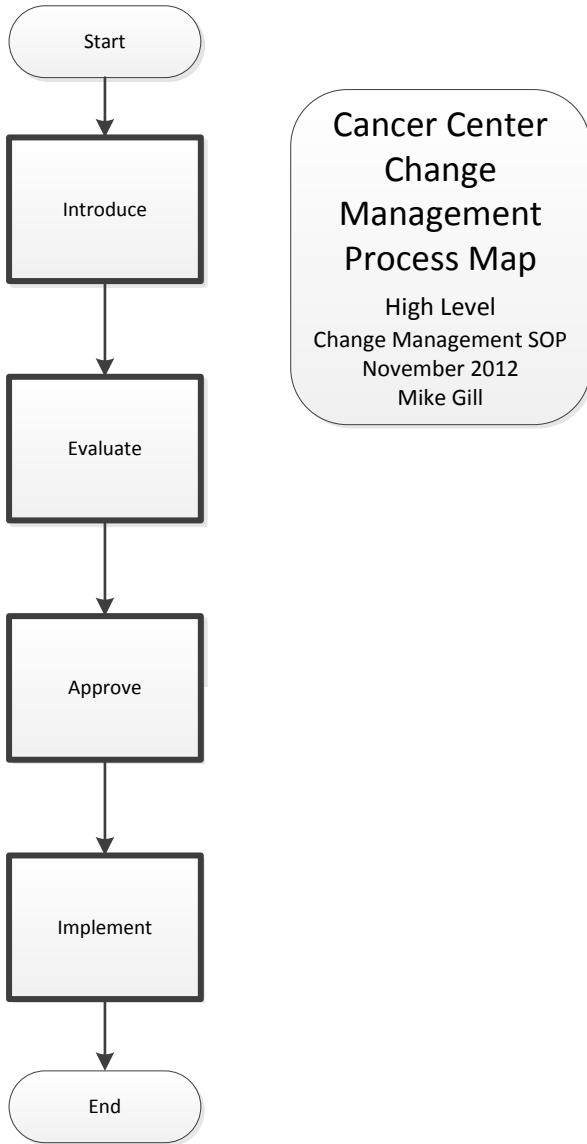 Start
Introduce
Evaluate
Approve
Implement
End
Cancer Center
Change
Management
Process Map
High Level
Change Management SOP
November 2012
Mike Gill